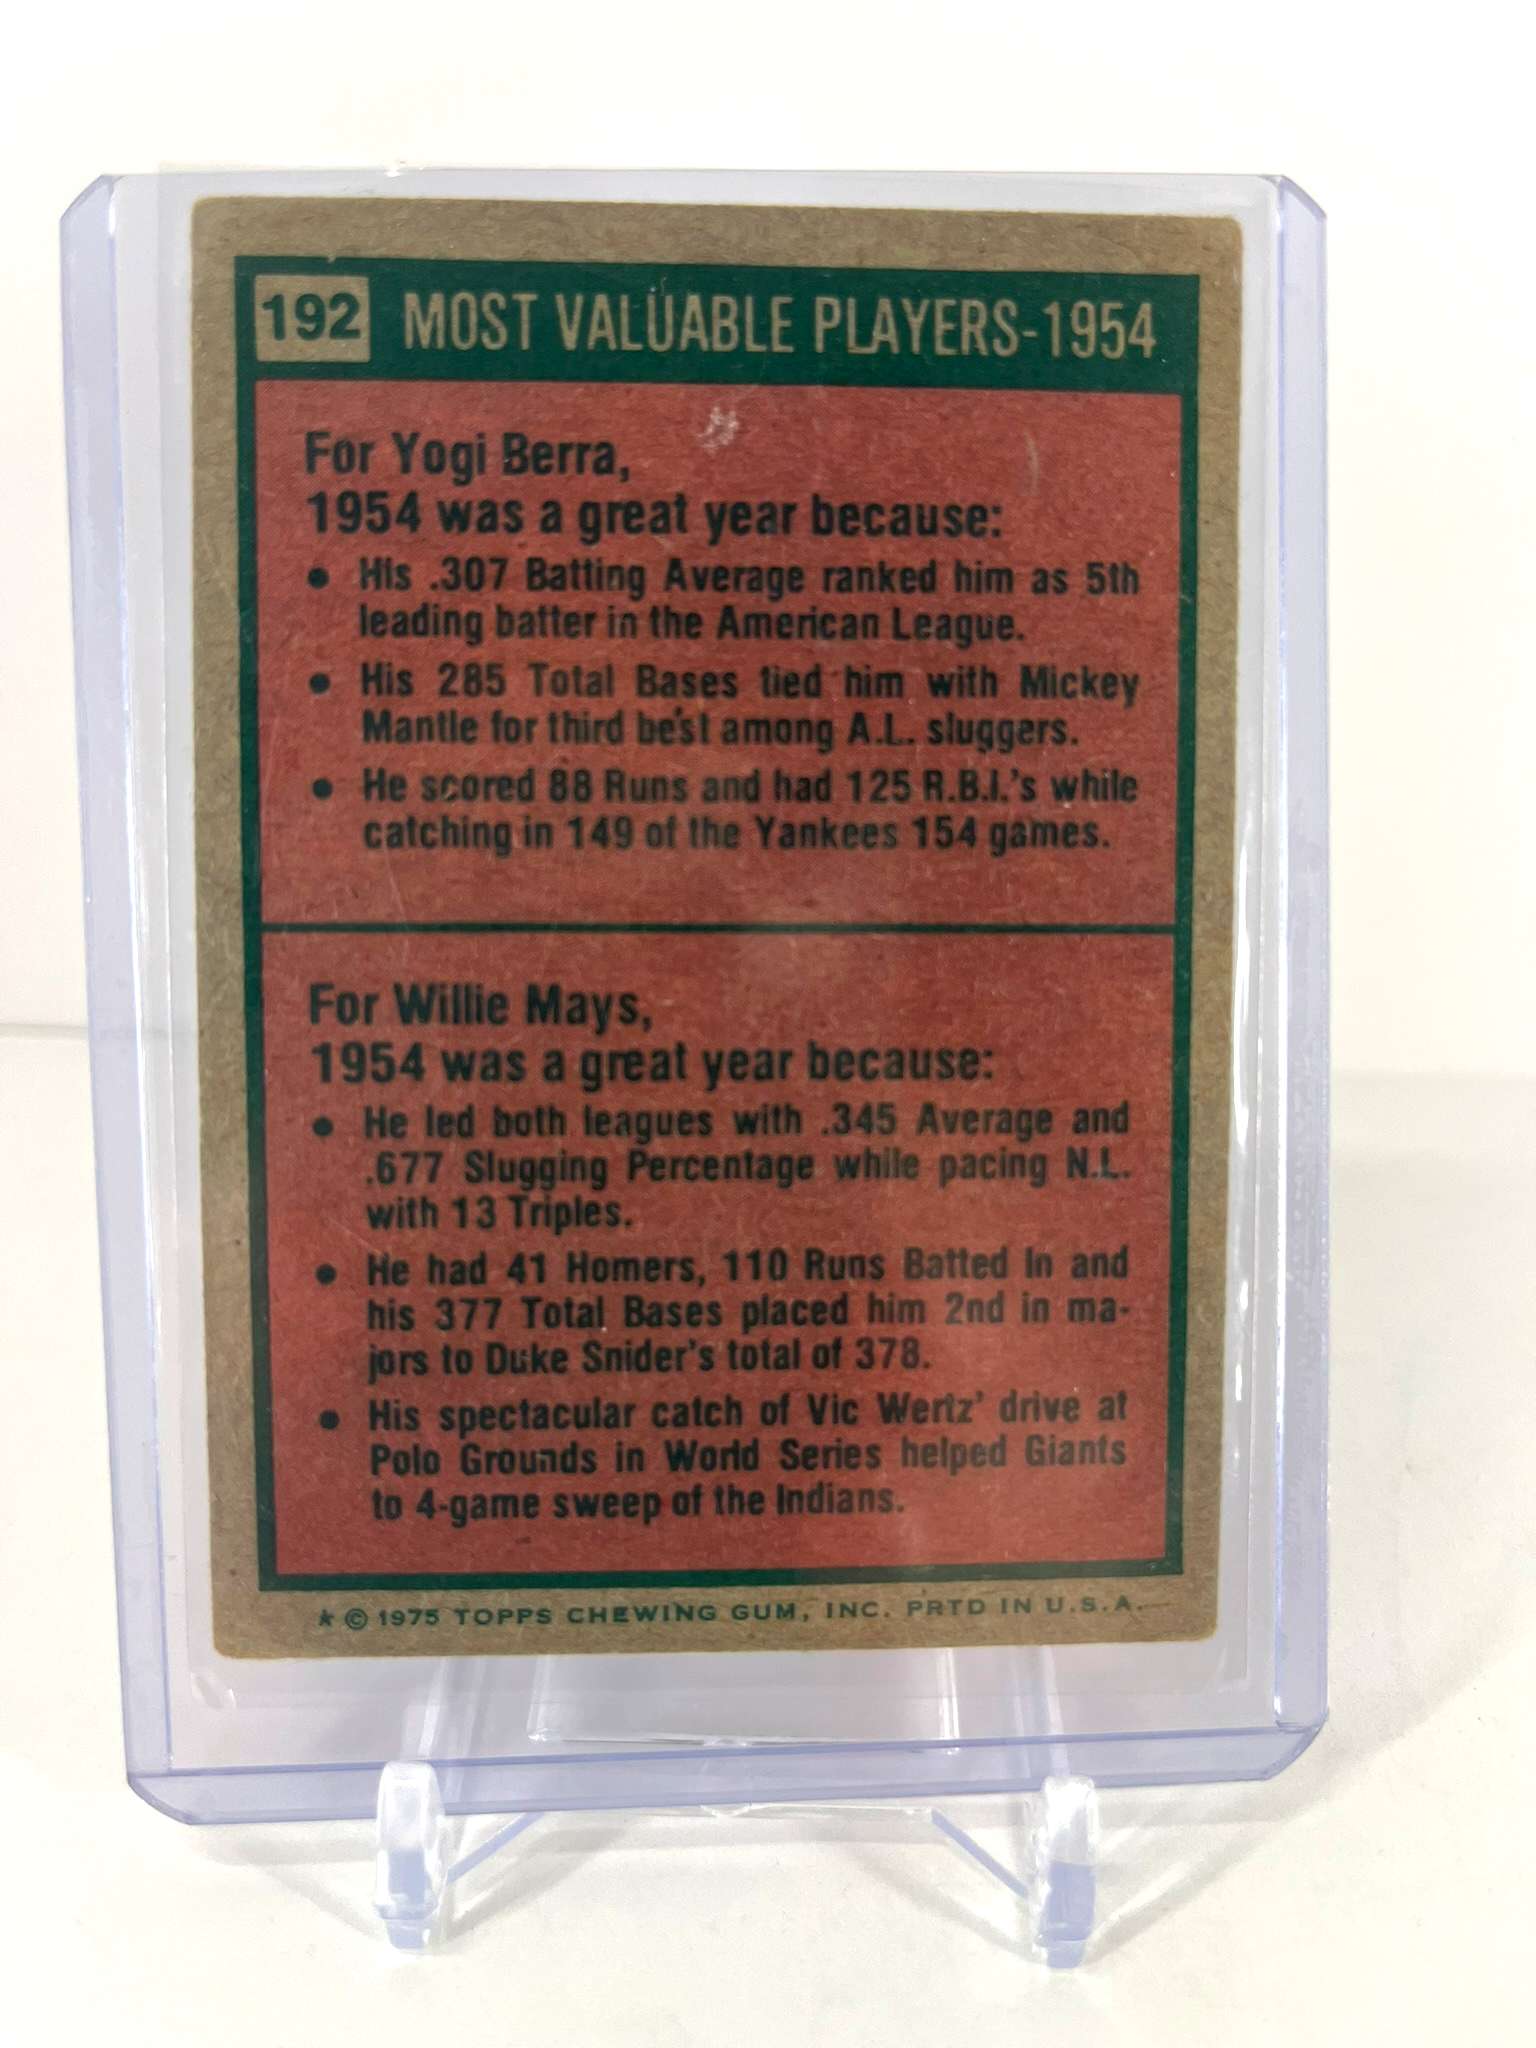 192 MOST VALUABLE PLAYERS-1954
For Yogi Berra,
1954 was a great year because:
• His .307 Batting Average ranked him as 5th
leading batter in the American League.
• His 285 Total Bases tied him with Mickey
Mantle for third best among A.L. sluggers.
• He scored 88 Runs and had 125 R.B.I.'s while
catching in 149 of the Yankees 154 games.
For Willie Mays,
1954 was a great year because:
• He led both leagues with .345 Average and
.677 Slugging Percentage while pacing N.L.
with 13 Triples.
• He had 41 Homers, 110 Runs Batted In and
his 377 Total Bases placed him 2nd in ma-
jors to Duke Snider's total of 378.
• His spectacular catch of Vic Wertz' drive at
Polo Grounds in World Series helped Giants
to 4-game sweep of the Indians.
* © 1975 TOPPS CHEWING GUM, INC. PRTD IN U.S.A.